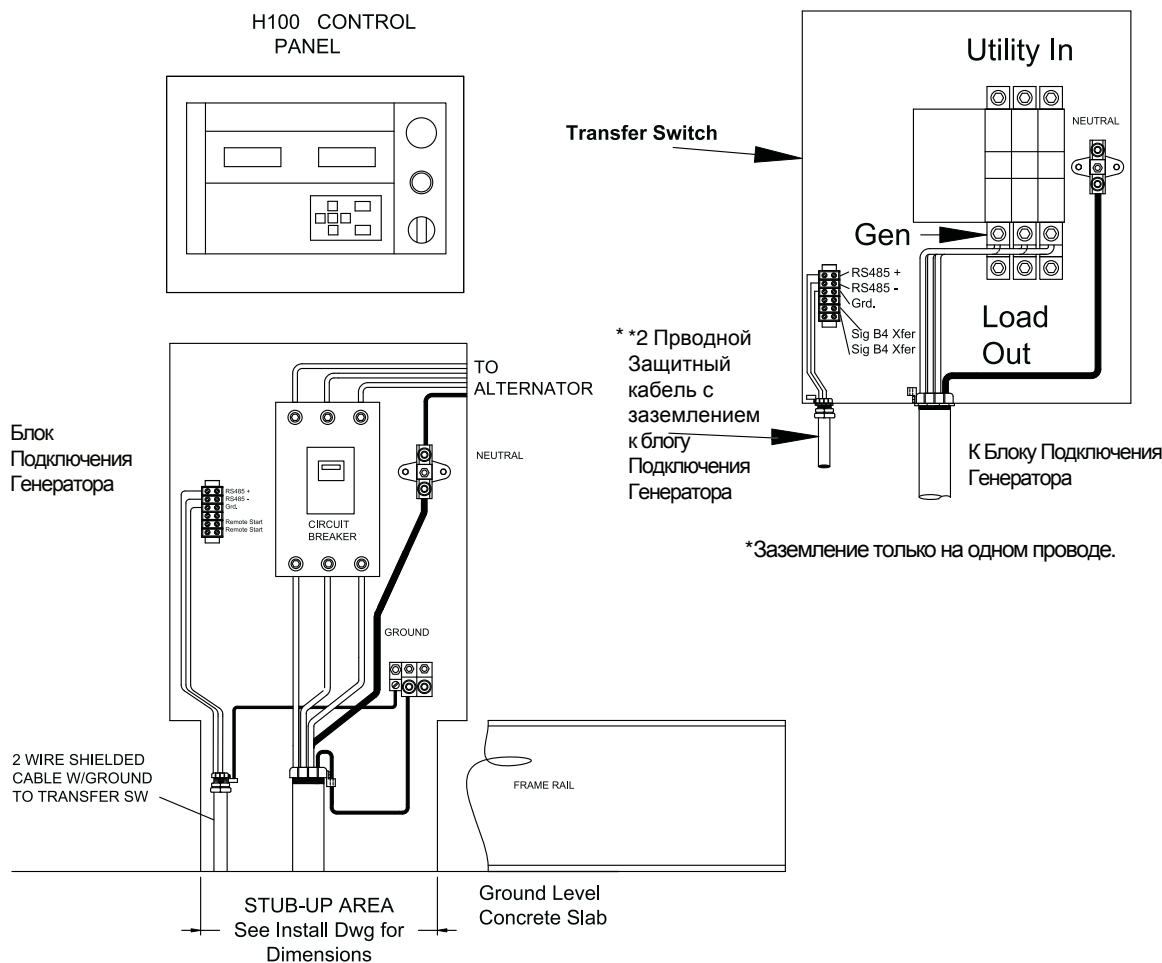 H100 CONTROL
PANEL
Utility In
NEUTRAL
Transfer Switch
Gen
RS485 +
RS485 -
Grd.
Sig B4 Xfer
Sig B4 Xfer
Load
Out
* *2 Прводной
Защитный
кабель с
заземлением
к блогу
Подключения
Генератора
К Блоку Подключения
Генератора
*Заземление только на одном проводе.
TO
ALTERNATOR
Блок
Подключения
Генератора
NEUTRAL
RS485 +
RS485 -
Grd.
Remote Start
Remote Start
CIRCUIT
BREAKER
GROUND
2 WIRE SHIELDED
CABLE W/GROUND
TO TRANSFER SW
FRAME RAIL
STUB-UP AREA
See Install Dwg for
Dimensions
Ground Level
Concrete Slab